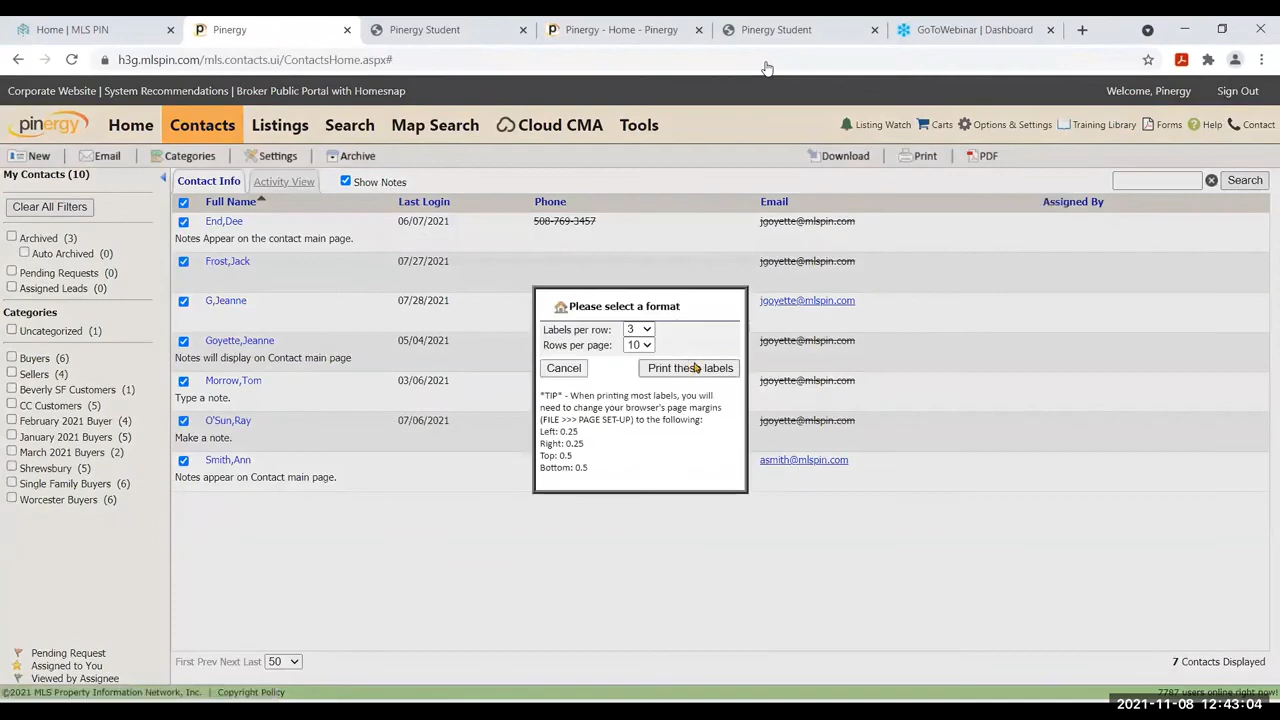 Home | MLS PIN
Pinergy
Pinergy Student
Pinergy - Home - Pinergy
Pinergy Student
GoToWebinar | Dashboard
h3g.mlspin.com/mls.contacts.ui/ContactsHome.aspx#
Corporate Website | System Recommendations | Broker Public Portal with Homesnap
Welcome, Pinergy
Sign Out
pinergy
Home
Contacts
Listings
Search
Map Search
Cloud CMA
Tools
Listing Watch
Carts
Options & Settings
Training Library
Forms
Help
Contact
New
Email
Categories
Settings
Archive
Download
Print
PDF
My Contacts (10)
Contact Info
Activity View
Show Notes
Search
Clear All Filters
Full Name
Last Login
Phone
Email
Assigned By
Archived (3)
Auto Archived (0)
Pending Requests (0)
Assigned Leads (0)
Categories
Uncategorized (1)
Buyers (6)
Sellers (4)
Beverly SF Customers (1)
CC Customers (5)
February 2021 Buyer (4)
January 2021 Buyers (5)
March 2021 Buyers (2)
Shrewsbury (5)
Single Family Buyers (6)
Worcester Buyers (6)
End,Dee 06/07/2021 508-769-3457 jgoyette@mlspin.com
Notes Appear on the contact main page.
Frost,Jack 07/27/2021 jgoyette@mlspin.com
G,Jeanne 07/28/2021 jgoyette@mlspin.com
Goyette,Jeanne 05/04/2021 jgoyette@mlspin.com
Notes will display on Contact main page
Morrow,Tom 03/06/2021 jgoyette@mlspin.com
Type a note.
O'Sun,Ray 07/06/2021 jgoyette@mlspin.com
Make a note.
Smith,Ann asmith@mlspin.com
Notes appear on Contact main page.
Please select a format
Labels per row: 3
Rows per page: 10
Cancel
Print these labels
*TIP* - When printing most labels, you will
need to change your browser's page margins
(FILE >>> PAGE SET-UP) to the following:
Left: 0.25
Right: 0.25
Top: 0.5
Bottom: 0.5
Pending Request
Assigned to You
Viewed by Assignee
First Prev Next Last 50
7 Contacts Displayed
©2021 MLS Property Information Network, Inc. | Copyright Policy
7787 users online right now!
2021-11-08 12:43:04